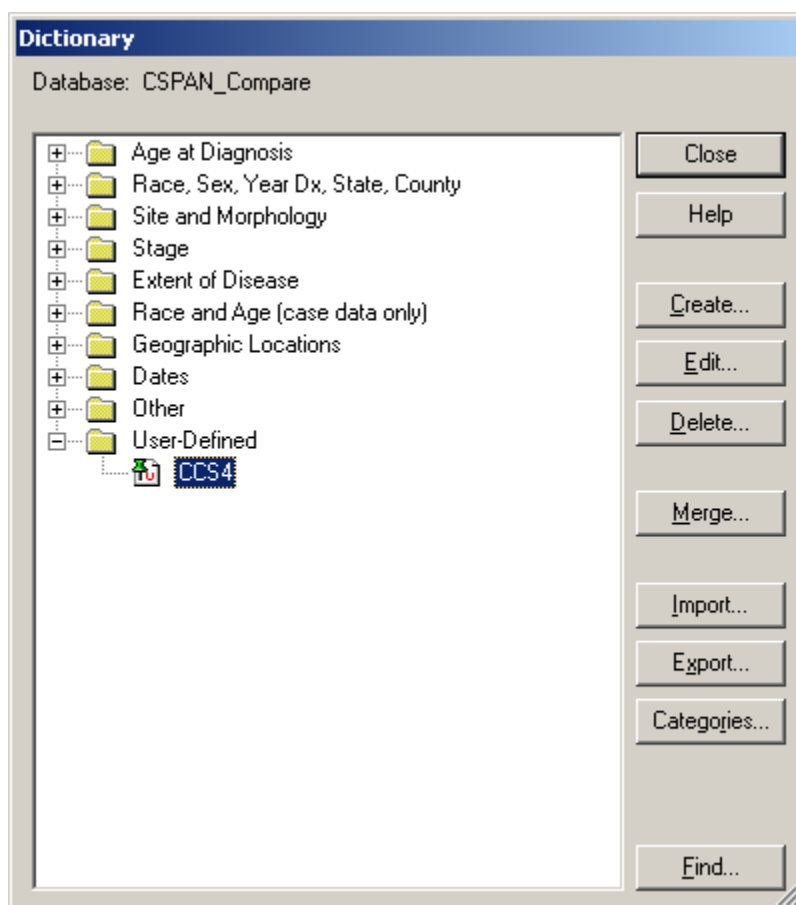 Dictionary
Database: CSPAN_Compare
Age at Diagnosis
Race, Sex, Year Dx, State, County
Site and Morphology
Stage
Extent of Disease
Race and Age (case data only)
Geographic Locations
Dates
Other
User-Defined
CCS4
Close
Help
Create...
Edit...
Delete...
Merge...
Import...
Export...
Categories...
Find...